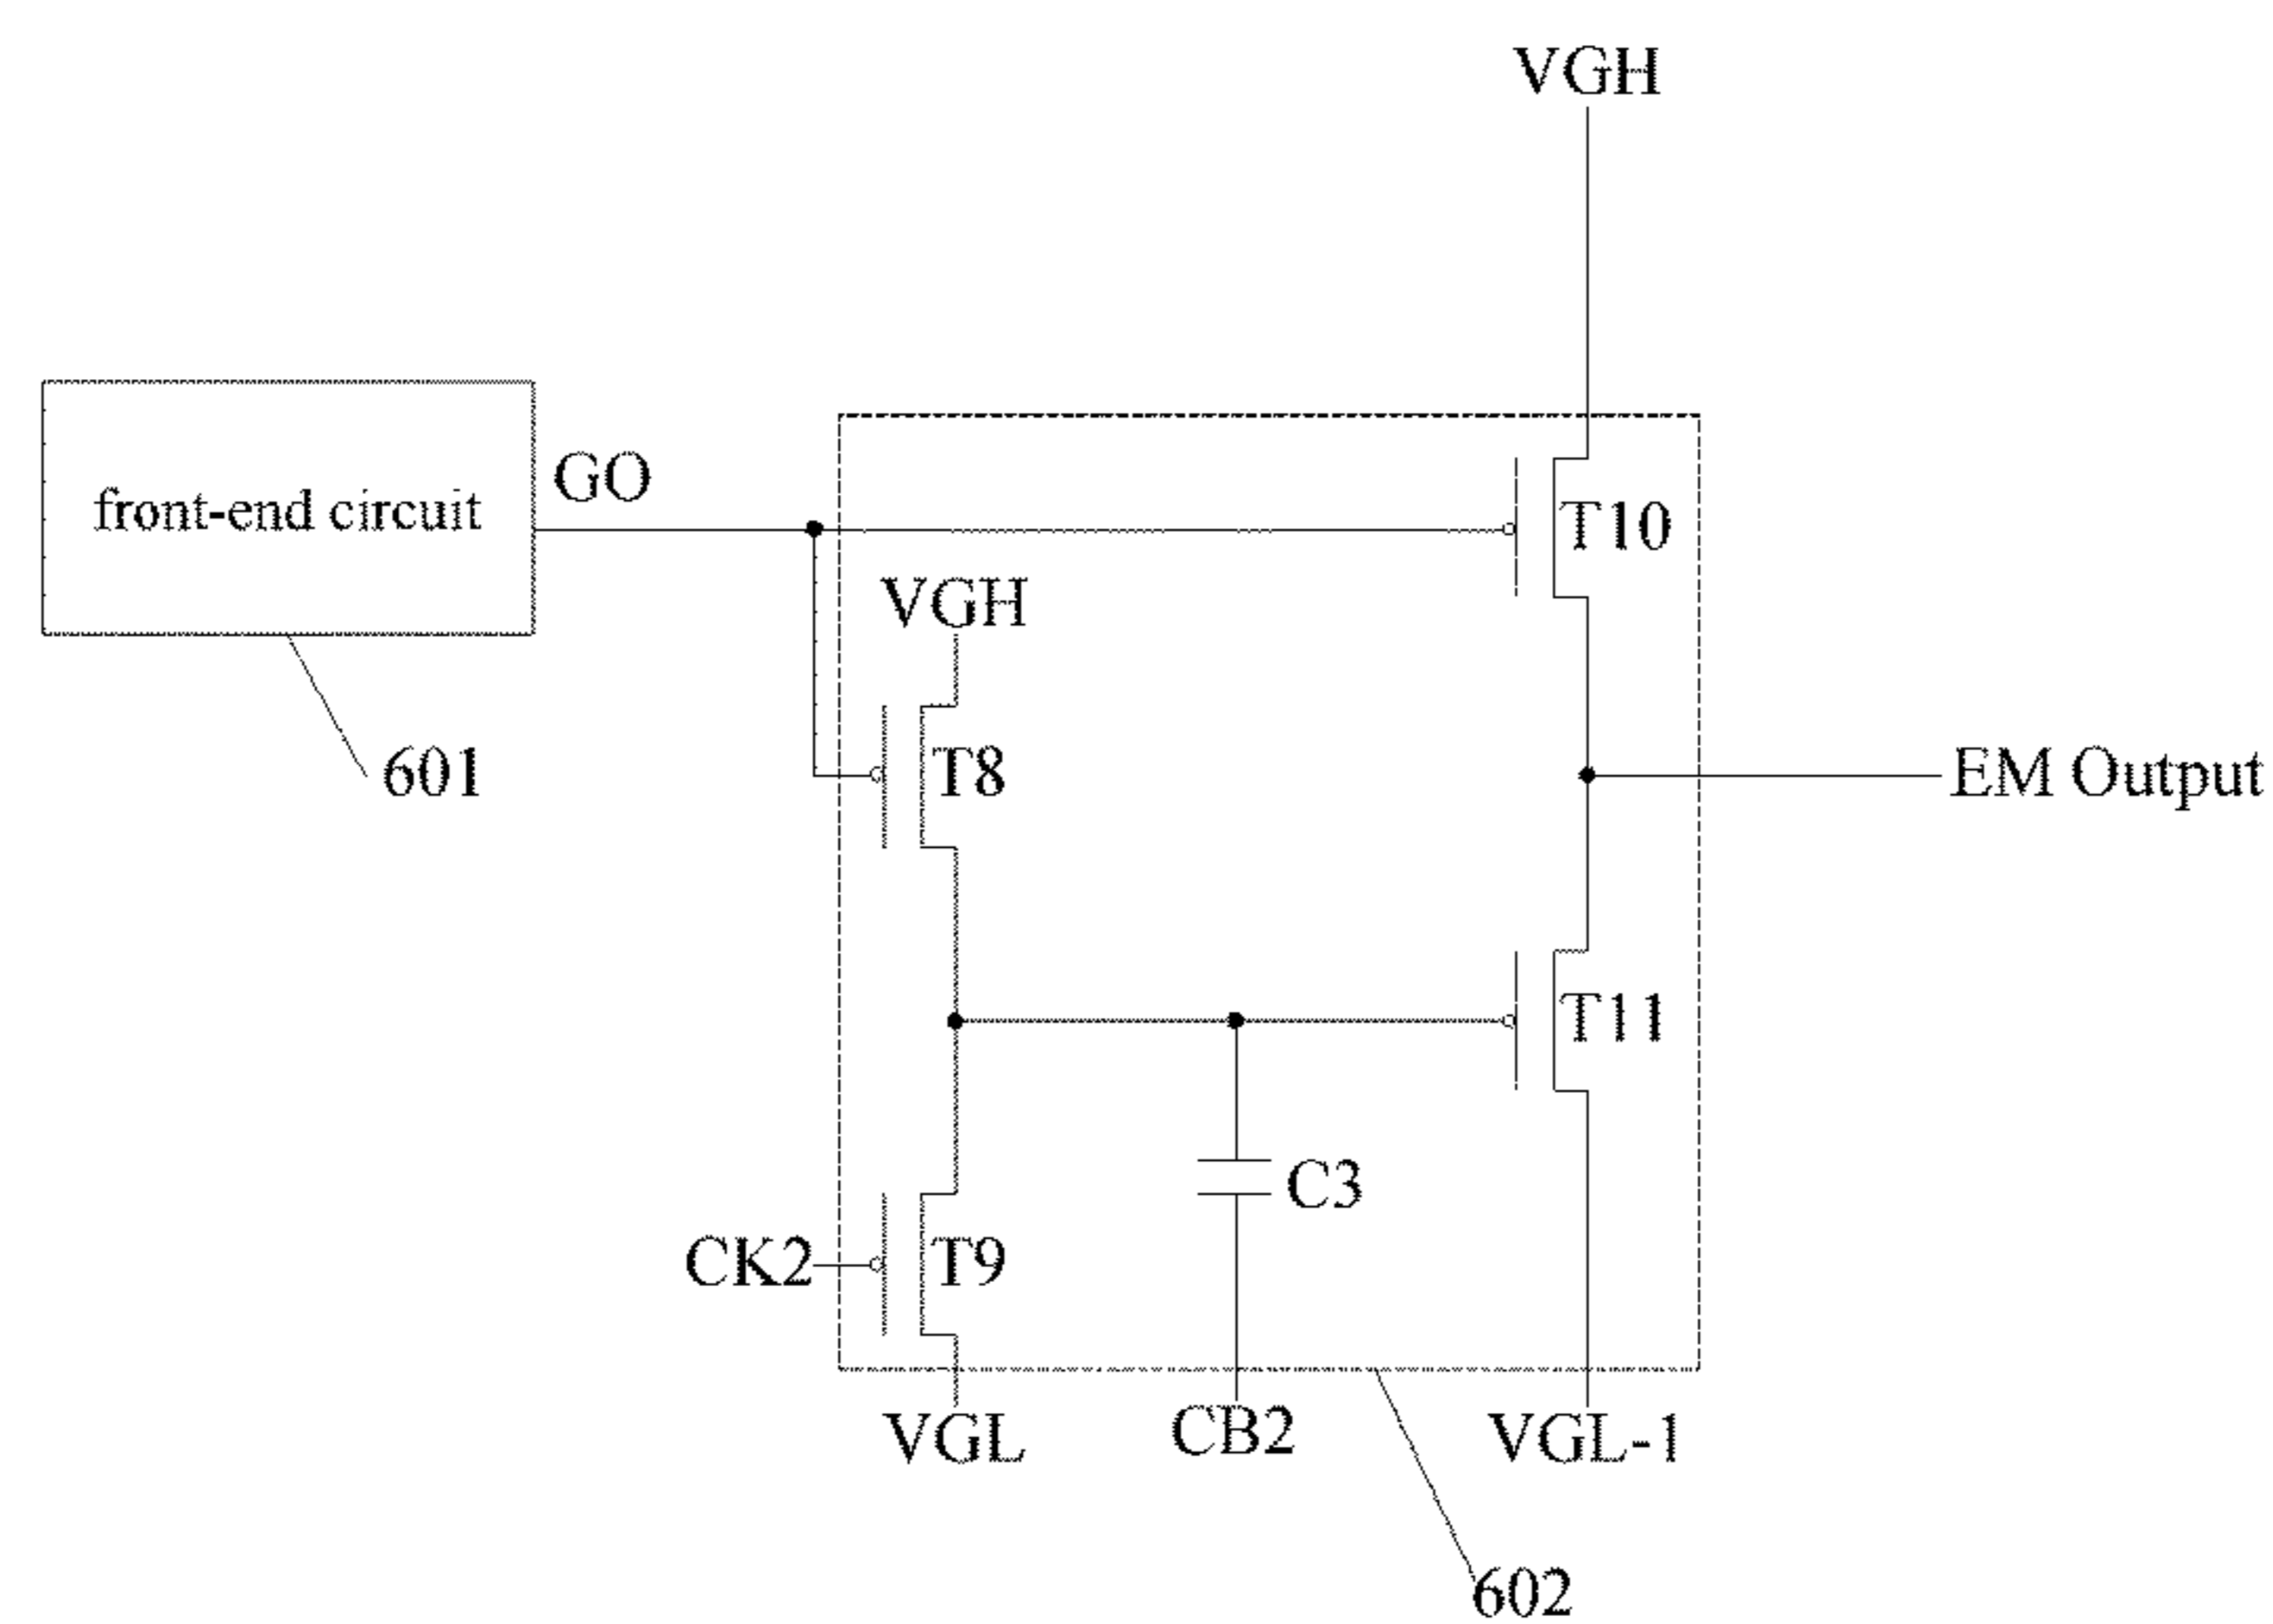 VGH
GO
front-end circuit
T10
VGH
601
T8
EM Output
T11
C3
CK2
T9
VGL
CB2
VGL-1
602